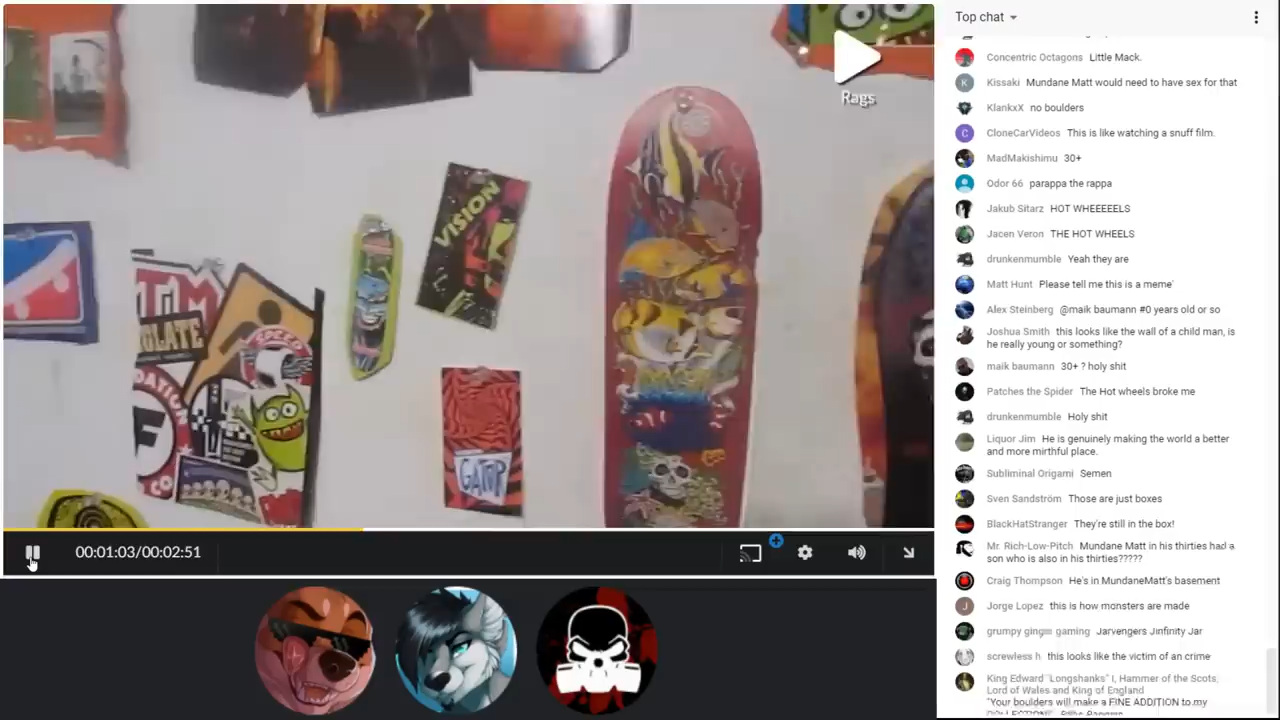 Rags
VISION
GATOR
SPEED
F
00:01:03/00:02:51
Top chat
Concentric Octagons Little Mack.
Kissaki Mundane Matt would need to have sex for that
KlankxX no boulders
CloneCarVideos This is like watching a snuff film.
MadMakishimu 30+
Odor 66 parappa the rappa
Jakub Sitarz HOT WHEEEEELS
Jacen Veron THE HOT WHEELS
drunkenmumble Yeah they are
Matt Hunt Please tell me this is a meme'
Alex Steinberg @maik baumann #0 years old or so
Joshua Smith this looks like the wall of a child man, is
he really young or something?
maik baumann 30+ ? holy shit
Patches the Spider The Hot wheels broke me
drunkenmumble Holy shit
Liquor Jim He is genuinely making the world a better
and more mirthful place.
Subliminal Origami Semen
Sven Sandström Those are just boxes
BlackHatStranger They're still in the box!
Mr. Rich-Low-Pitch Mundane Matt in his thirties had a
son who is also in his thirties?????
Craig Thompson He's in MundaneMatt's basement
Jorge Lopez this is how monsters are made
grumpy gingm gaming Jarvengers Jinfinity Jar
screwless h this looks like the victim of an crime
King Edward "Longshanks" I, Hammer of the Scots,
Lord of Wales and King of England
"Your boulders will make a FINE ADDITION to my